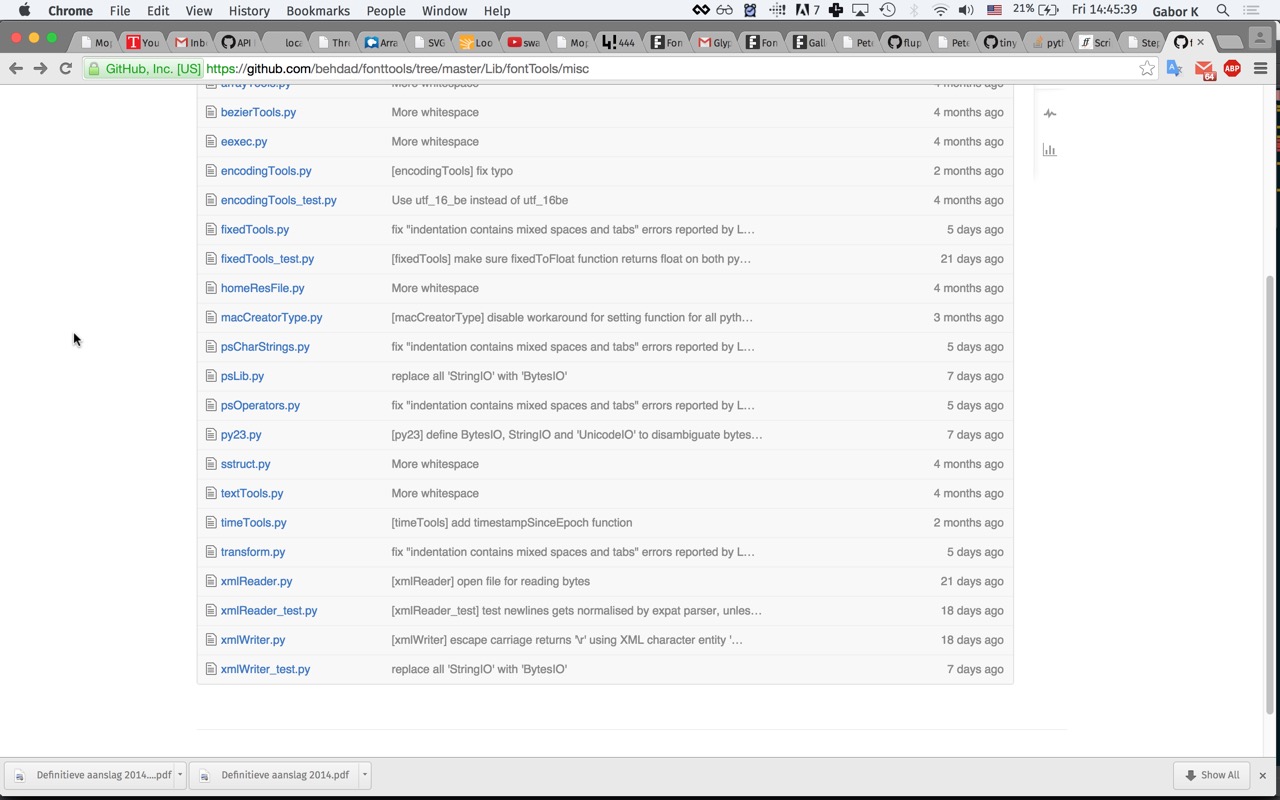 Chrome File Edit View History Bookmarks People Window Help 7 21% Fri 14:45:39 Gabor K
Mo You Inb API loca Thr Arra SVG Loo swa Mo 444 Fon Gly Fon Gall Pete flup Pete tiny pyt Scri Step f
GitHub, Inc. [US] https://github.com/behdad/fonttools/tree/master/Lib/fontTools/misc 64 ABP
arrayTools.py More whitespace 4 months ago
bezierTools.py More whitespace 4 months ago
eexec.py More whitespace 4 months ago
encodingTools.py [encodingTools] fix typo 2 months ago
encodingTools_test.py Use utf_16_be instead of utf_16be 4 months ago
fixedTools.py fix "indentation contains mixed spaces and tabs" errors reported by L… 5 days ago
fixedTools_test.py [fixedTools] make sure fixedToFloat function returns float on both py… 21 days ago
homeResFile.py More whitespace 4 months ago
macCreatorType.py [macCreatorType] disable workaround for setting function for all pyth… 3 months ago
psCharStrings.py fix "indentation contains mixed spaces and tabs" errors reported by L… 5 days ago
psLib.py replace all 'StringIO' with 'BytesIO' 7 days ago
psOperators.py fix "indentation contains mixed spaces and tabs" errors reported by L… 5 days ago
py23.py [py23] define BytesIO, StringIO and 'UnicodeIO' to disambiguate bytes… 7 days ago
sstruct.py More whitespace 4 months ago
textTools.py More whitespace 4 months ago
timeTools.py [timeTools] add timestampSinceEpoch function 2 months ago
transform.py fix "indentation contains mixed spaces and tabs" errors reported by L… 5 days ago
xmlReader.py [xmlReader] open file for reading bytes 21 days ago
xmlReader_test.py [xmlReader_test] test newlines gets normalised by expat parser, unles… 18 days ago
xmlWriter.py [xmlWriter] escape carriage returns '\r' using XML character entity '… 18 days ago
xmlWriter_test.py replace all 'StringIO' with 'BytesIO' 7 days ago
Definitieve aanslag 2014....pdf Definitieve aanslag 2014.pdf Show All